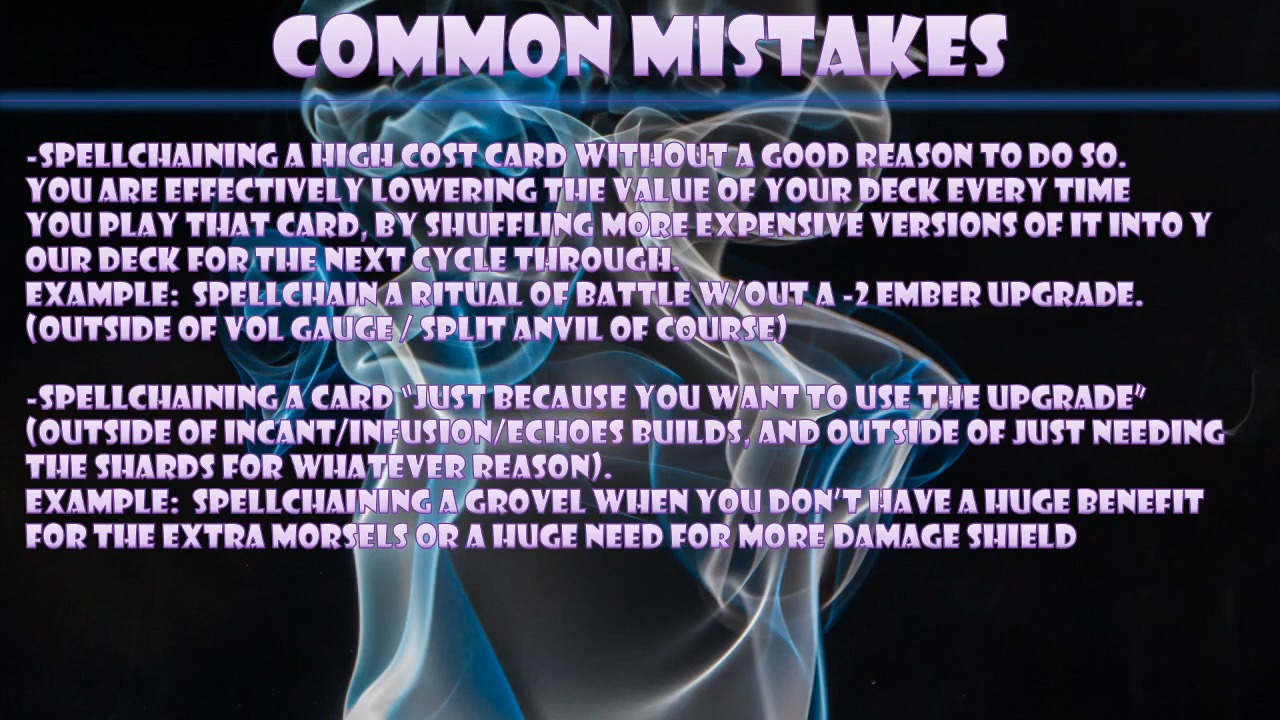 COMMON MISTAKES
-SPELLCHAINING A HIGH COST CARD WITHOUT A GOOD REASON TO DO SO.
YOU ARE EFFECTIVELY LOWERING THE VALUE OF YOUR DECK EVERY TIME
YOU PLAY THAT CARD, BY SHUFFLING MORE EXPENSIVE VERSIONS OF IT INTO Y
OUR DECK FOR THE NEXT CYCLE THROUGH.
EXAMPLE:  SPELLCHAIN A RITUAL OF BATTLE W/OUT A -2 EMBER UPGRADE.
(OUTSIDE OF VOL GAUGE / SPLIT ANVIL OF COURSE)
-SPELLCHAINING A CARD “JUST BECAUSE YOU WANT TO USE THE UPGRADE”
(OUTSIDE OF INCANT/INFUSION/ECHOES BUILDS, AND OUTSIDE OF JUST NEEDING
THE SHARDS FOR WHATEVER REASON).
EXAMPLE:  SPELLCHAINING A GROVEL WHEN YOU DON’T HAVE A HUGE BENEFIT
FOR THE EXTRA MORSELS OR A HUGE NEED FOR MORE DAMAGE SHIELD